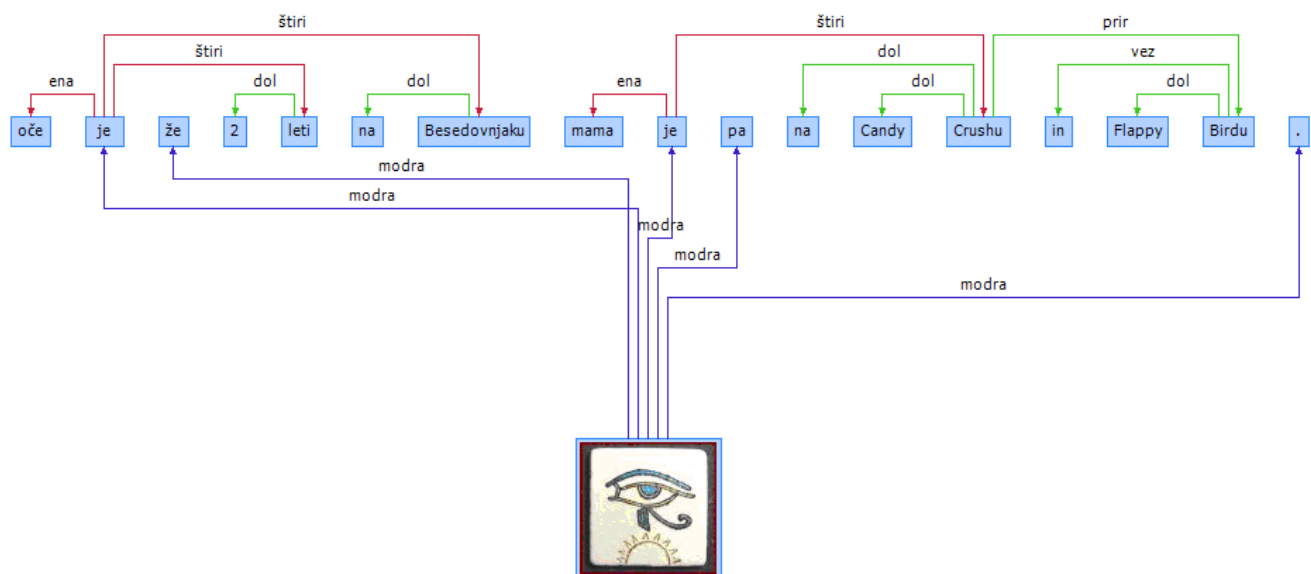 štiri štiri prir
štiri dol vez
ena dol dol ena dol dol
oče je že 2 leti na Besedovnjaku mama je pa na Candy Crushu in Flappy Birdu .
modra
modra
modra
modra
modra